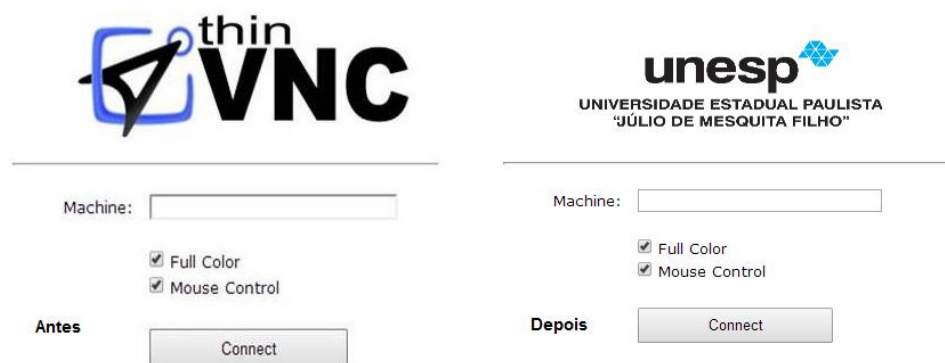 thin
VNC
Machine:
Full Color
Mouse Control
Antes
Connect
unesp
UNIVERSIDADE ESTADUAL PAULISTA
"JÚLIO DE MESQUITA FILHO"
Machine:
Full Color
Mouse Control
Depois
Connect